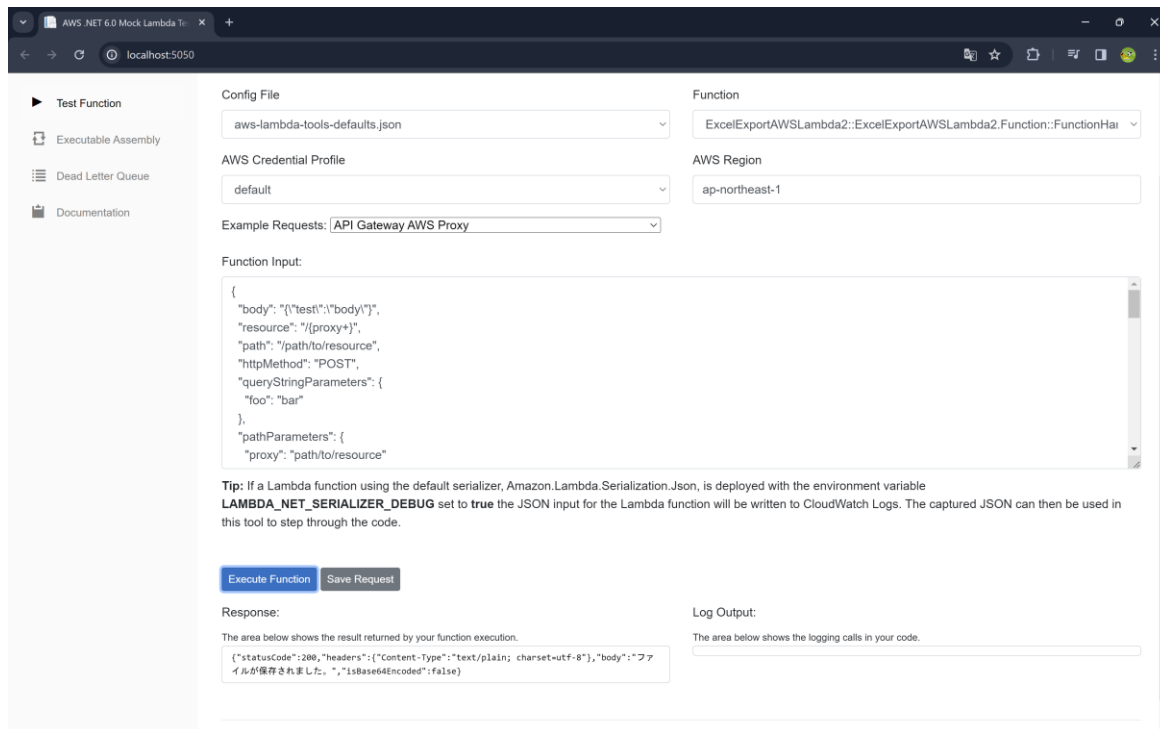 AWS .NET 6.0 Mock Lambda Te
localhost:5050
Test Function
Executable Assembly
Dead Letter Queue
Documentation
Config File
Function
aws-lambda-tools-defaults.json
ExcelExportAWSLambda2::ExcelExportAWSLambda2.Function::FunctionHar
AWS Credential Profile
AWS Region
default
ap-northeast-1
Example Requests: API Gateway AWS Proxy
Function Input:
{
"body": "{\"test\":\"body\"}",
"resource": "/{proxy+}",
"path": "/path/to/resource",
"httpMethod": "POST",
"queryStringParameters": {
"foo": "bar"
},
"pathParameters": {
"proxy": "path/to/resource"
Tip: If a Lambda function using the default serializer, Amazon.Lambda.Serialization.Json, is deployed with the environment variable
LAMBDA_NET_SERIALIZER_DEBUG set to true the JSON input for the Lambda function will be written to CloudWatch Logs. The captured JSON can then be used in
this tool to step through the code.
Execute Function Save Request
Response:
Log Output:
The area below shows the result returned by your function execution.
The area below shows the logging calls in your code.
{"statusCode":200,"headers":{"Content-Type":"text/plain; charset=utf-8"},"body":"ファ
イルが保存されました。","isBase64Encoded":false}